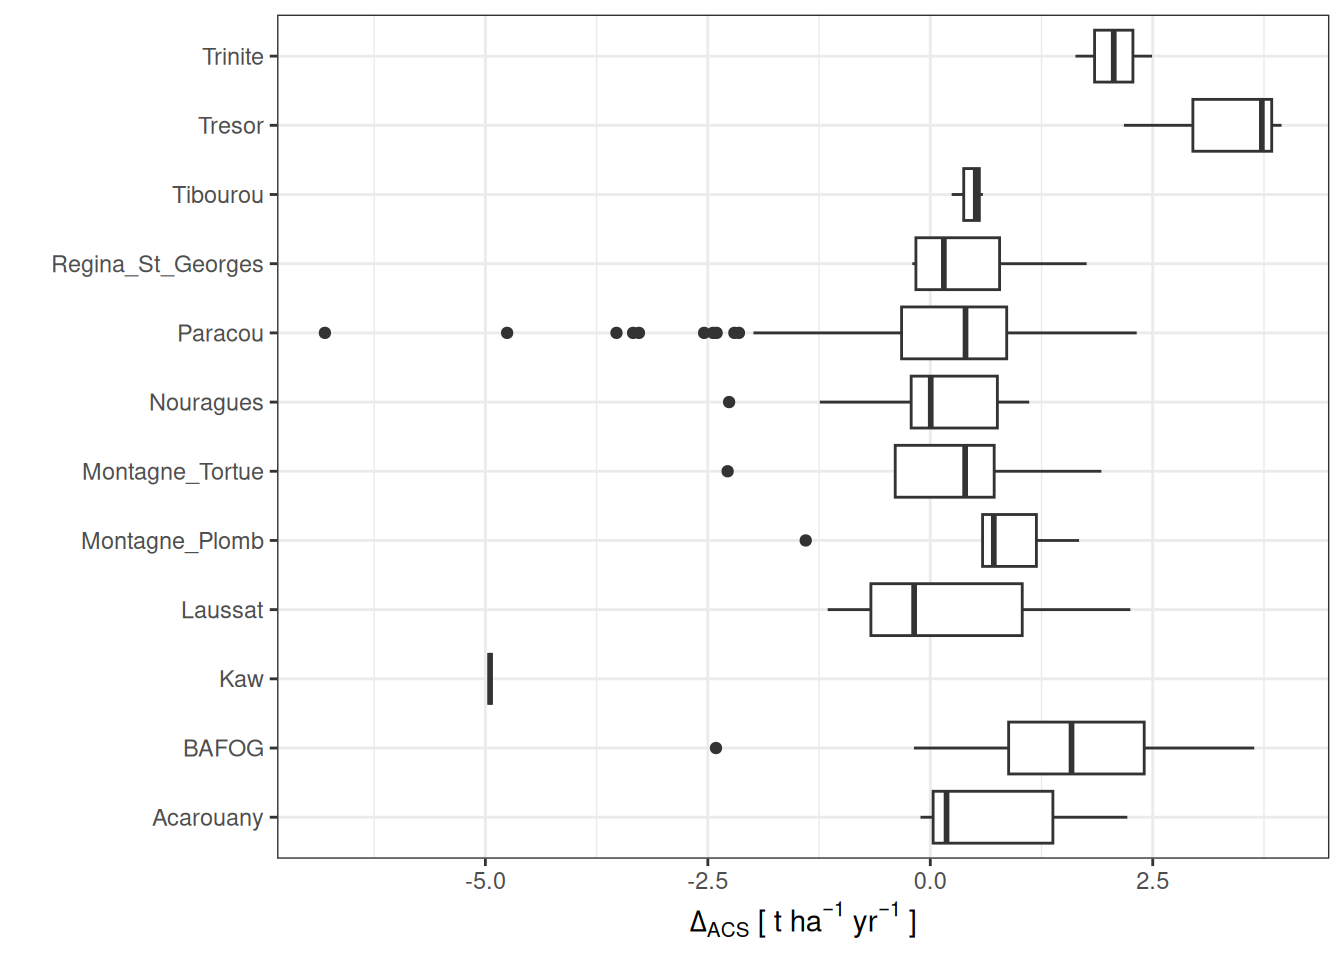 Trinite
Tresor
Tibourou
Regina_St_Georges
Paracou
Nouragues
Montagne_Tortue
Montagne_Plomb
Laussat
Kaw
BAFOG
Acarouany
-5.0 -2.5 0.0 2.5
Δ_ACS [ t ha⁻¹ yr⁻¹ ]